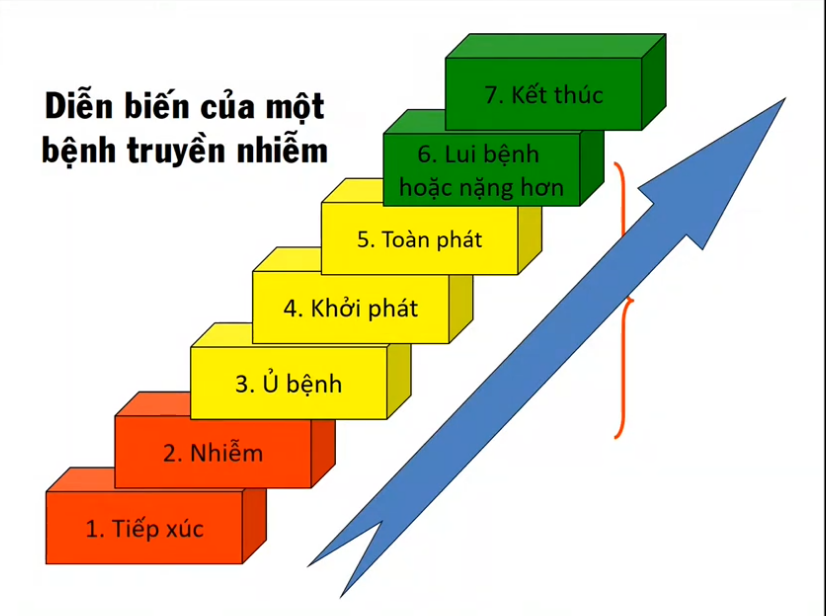 Diễn biến của một
bệnh truyền nhiễm
7. Kết thúc
6. Lui bệnh
hoặc nặng hơn
5. Toàn phát
4. Khởi phát
3. Ủ bệnh
2. Nhiễm
1. Tiếp xúc